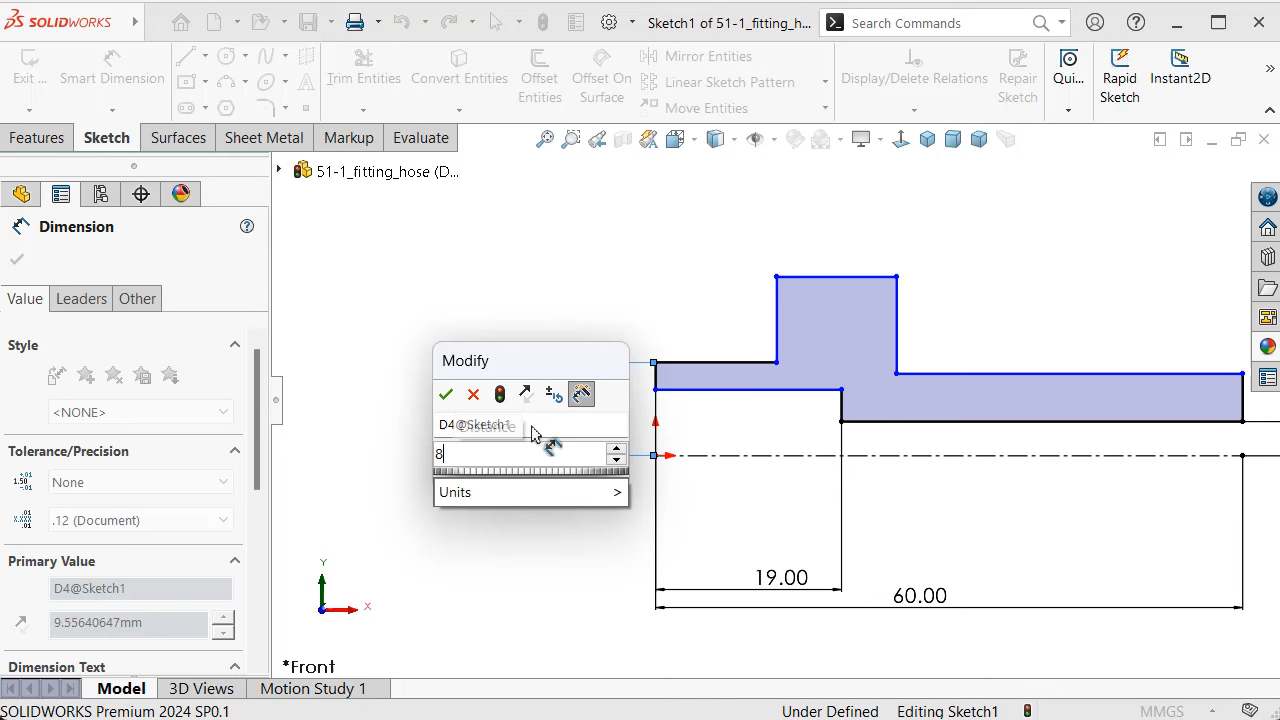 SOLIDWORKS
Sketch1 of 51-1_fitting_h...
Search Commands
Exit ...
Smart Dimension
Trim Entities
Convert Entities
Offset Entities
Offset On Surface
Mirror Entities
Linear Sketch Pattern
Move Entities
Display/Delete Relations
Repair Sketch
Qui...
Rapid Sketch
Instant2D
Features
Sketch
Surfaces
Sheet Metal
Markup
Evaluate
51-1_fitting_hose (D...
Dimension
Value
Leaders
Other
Style
<NONE>
Tolerance/Precision
None
.12 (Document)
Primary Value
D4@Sketch1
9.55640647mm
Dimension Text
Modify
D4@Sketch1
Distance
8
Units >
19.00
60.00
Y
X
*Front
Model
3D Views
Motion Study 1
SOLIDWORKS Premium 2024 SP0.1
Under Defined
Editing Sketch1
MMGS